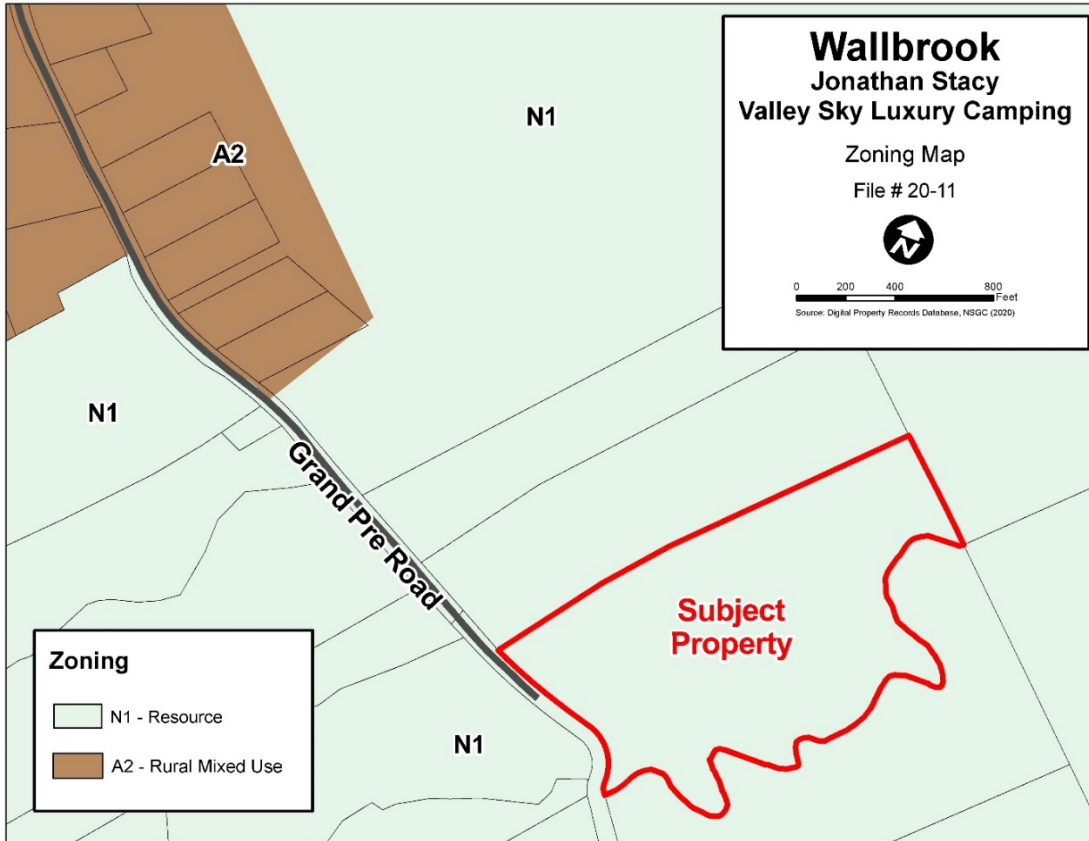 Wallbrook
Jonathan Stacy
Valley Sky Luxury Camping
Zoning Map
File # 20-11
N
0 200 400 800
Feet
Source: Digital Property Records Database, NSGC (2020)
N1
A2
N1
Grand Pre Road
Subject
Property
N1
Zoning
N1 - Resource
A2 - Rural Mixed Use